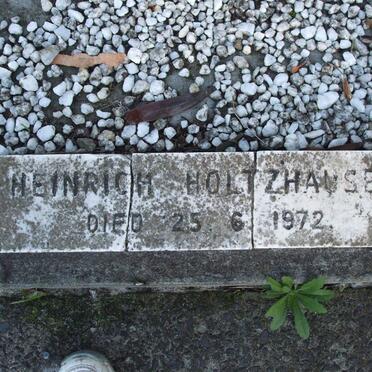 HEINRICH HOLTZHAUSE
DIED 25 6 1972